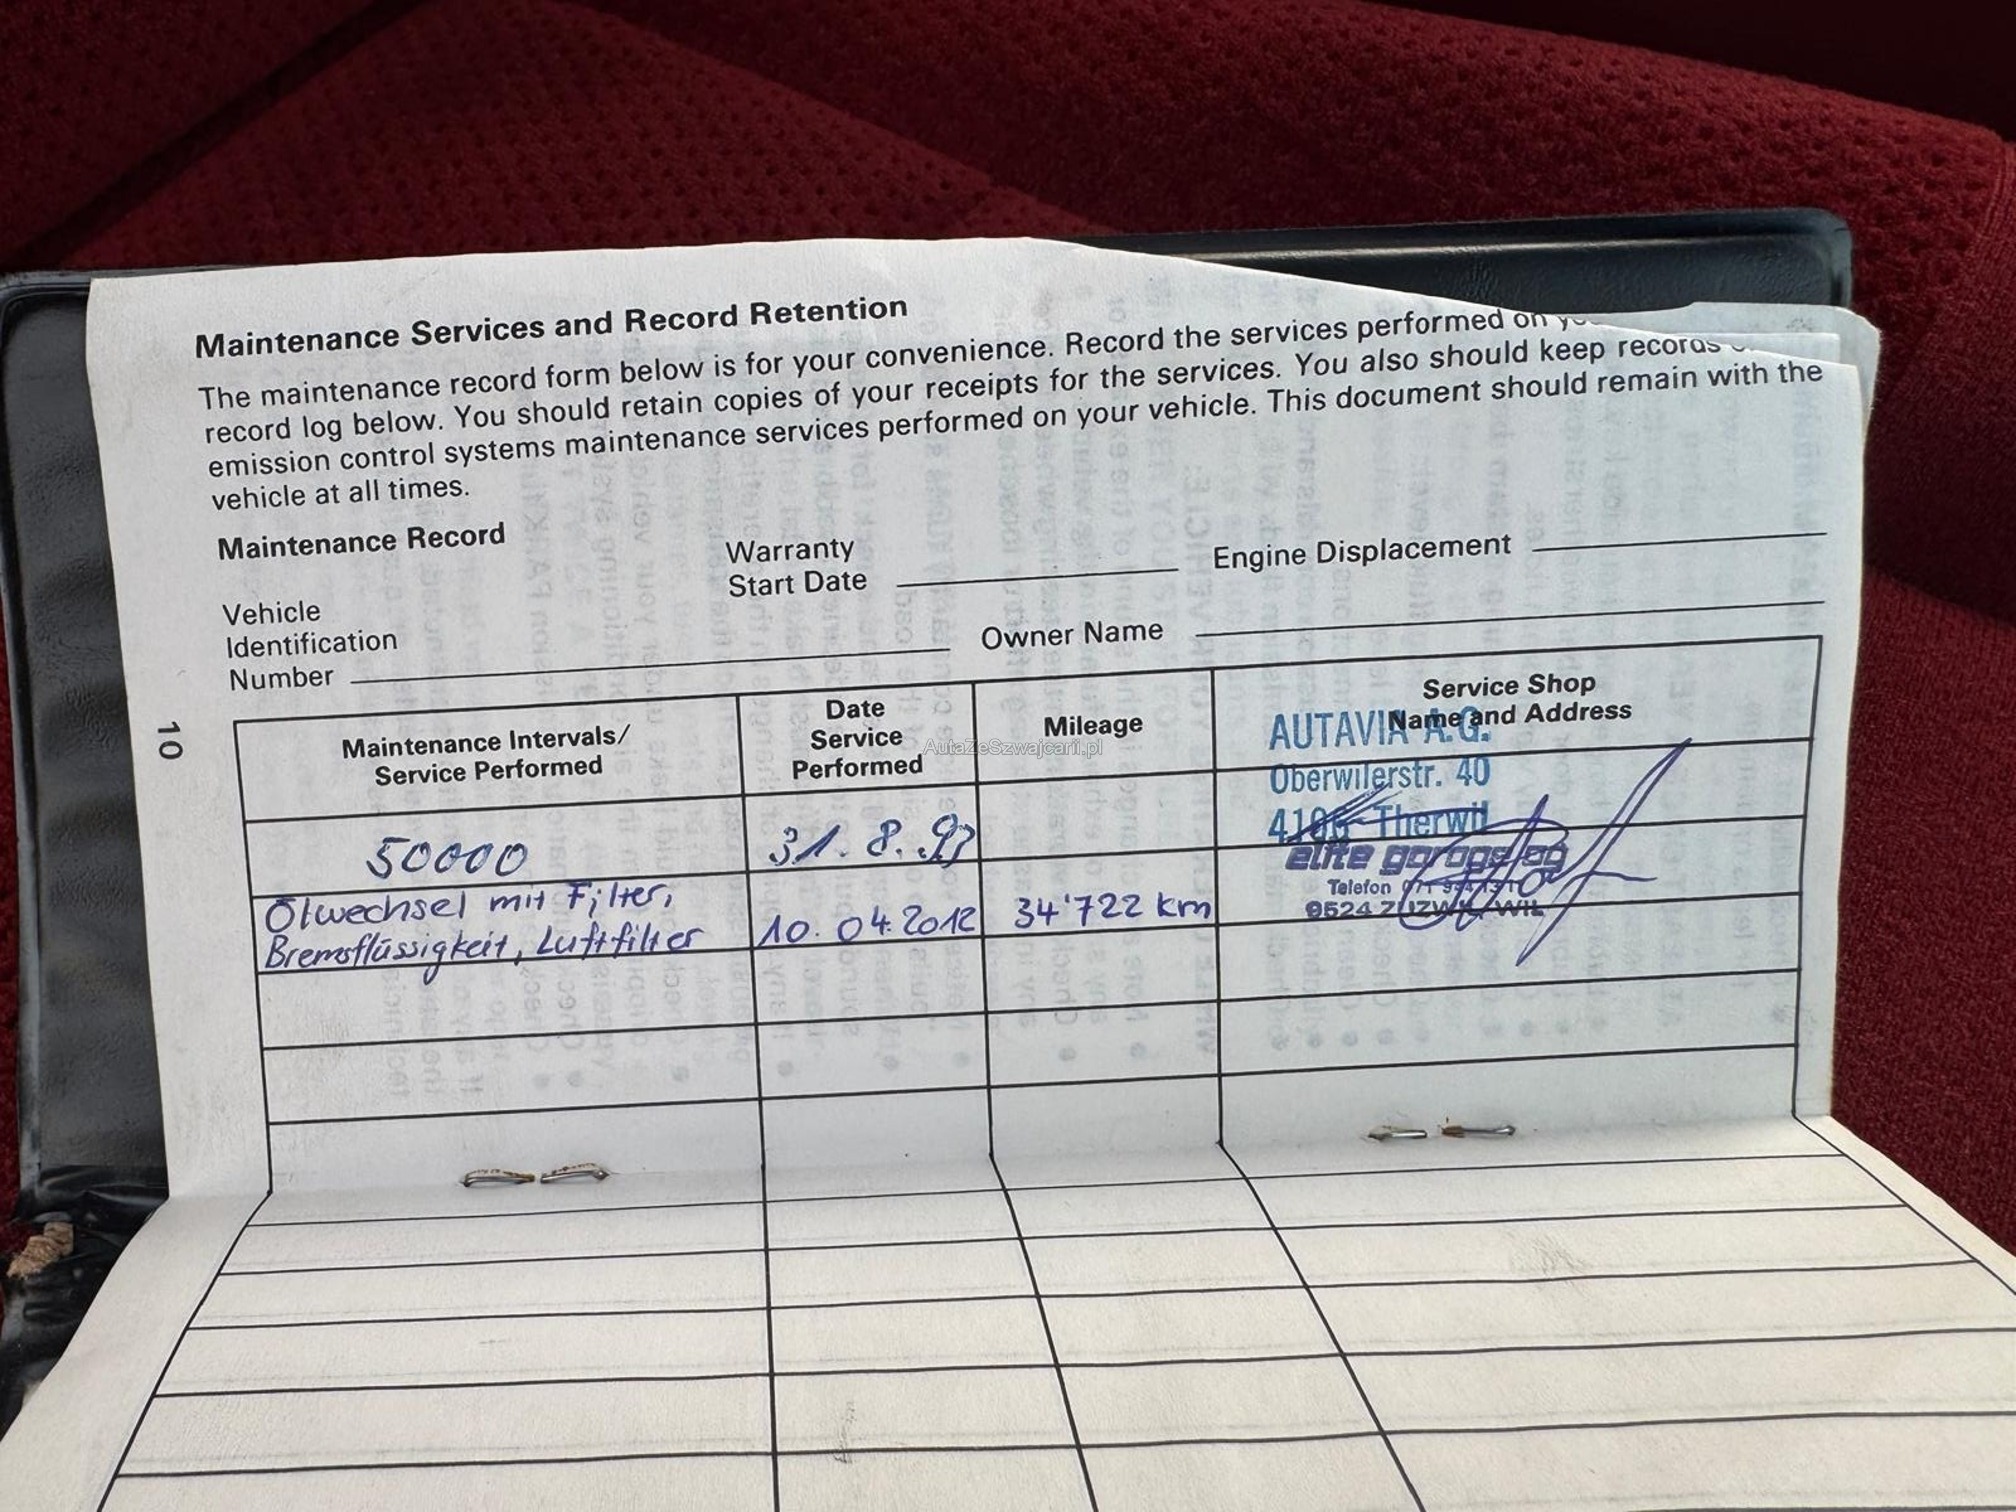 Maintenance Services and Record Retention
The maintenance record form below is for your convenience. Record the services performed on
record log below. You should retain copies of your receipts for the services. You also should keep records
emission control systems maintenance services performed on your vehicle. This document should remain with the
vehicle at all times.
Maintenance Record
Warranty
Start Date
Engine Displacement
Vehicle
Identification
Number
Owner Name
10
Maintenance Intervals/
Service Performed
Date
Service
Performed
Mileage
Service Shop
Name and Address
AutaZeSzwajcarii.pl
AUTAVIA A.G.
Oberwilerstr. 40
4106 Therwil
50000
31. 8. 93
elite garage ag
Telefon 071
9524 ZUZWIL/WIL
Ölwechsel mit Filter,
Bremsflüssigkeit, Luftfilter
10. 04. 2012
34'722 km